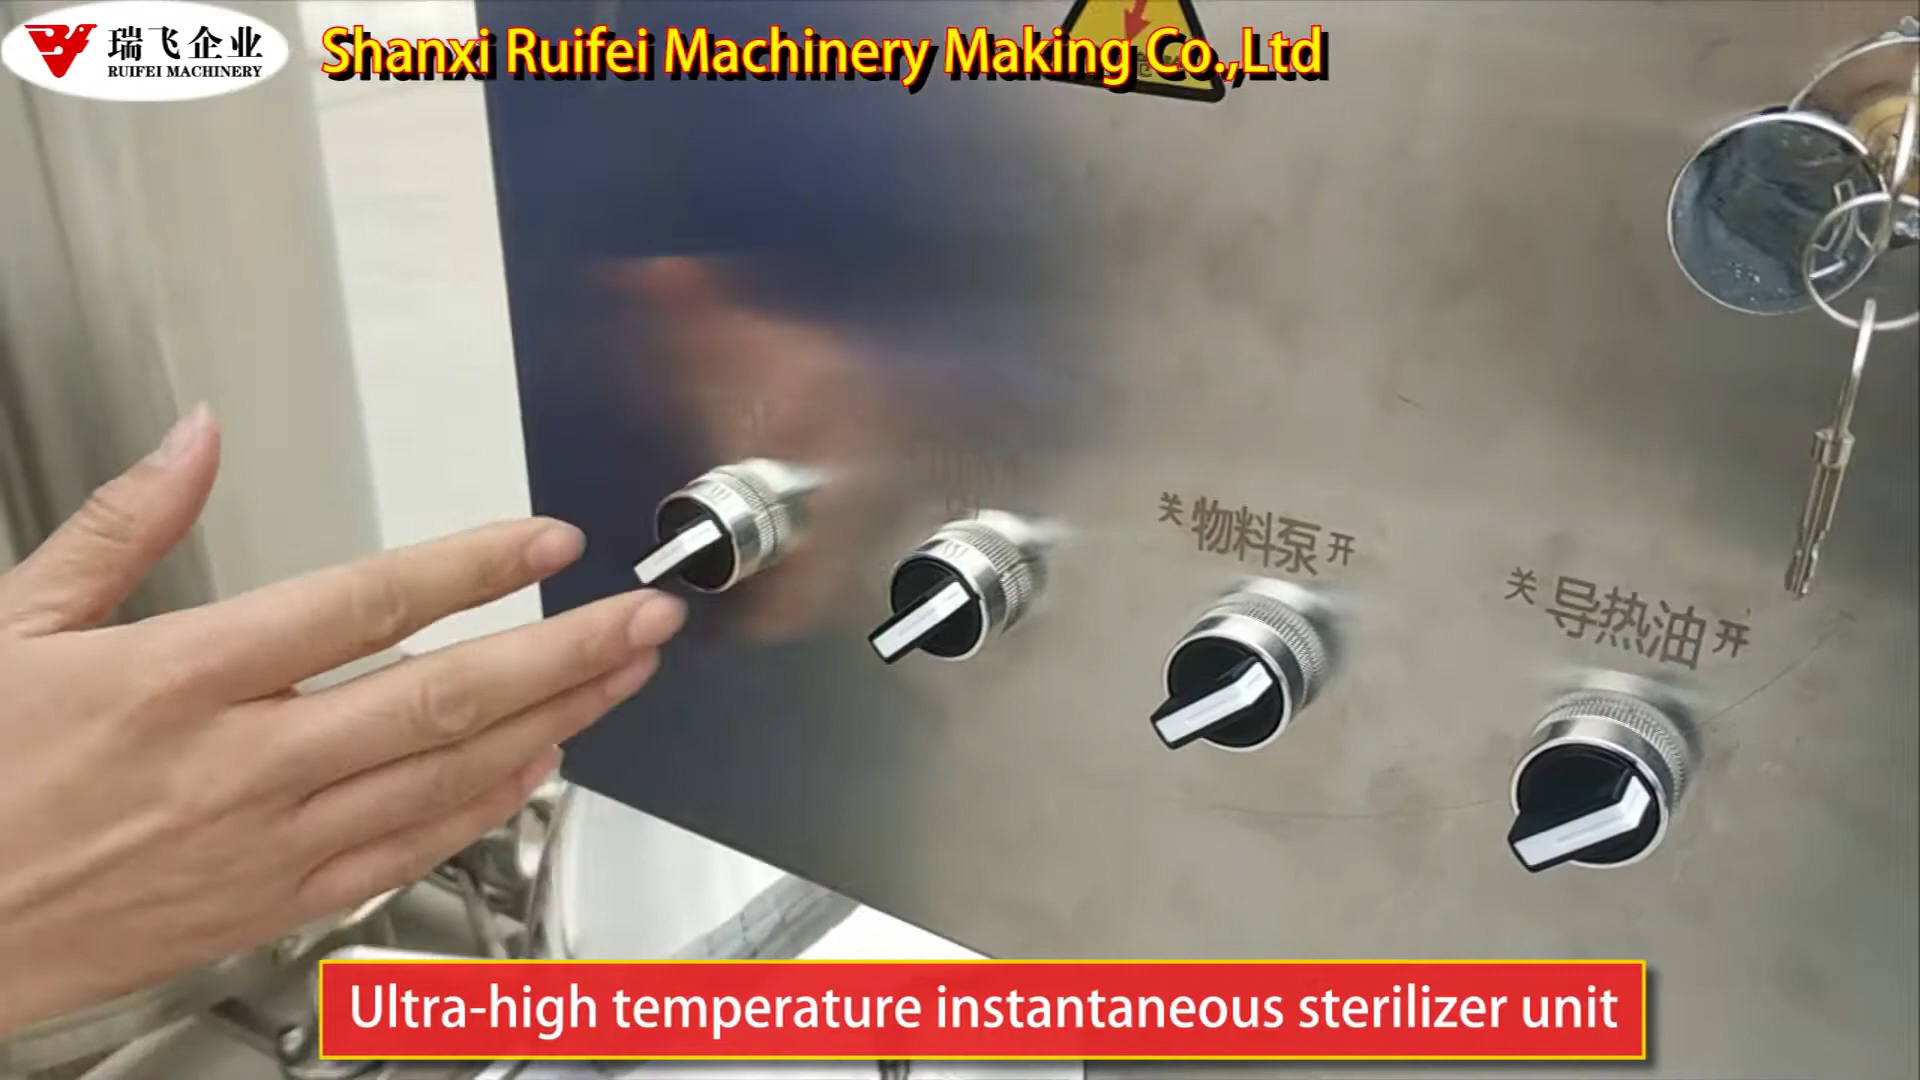 瑞飞企业
RUIFEI MACHINERY
Shanxi Ruifei Machinery Making Co.,Ltd
关 物料泵 开
关 导热油 开
Ultra-high temperature instantaneous sterilizer unit